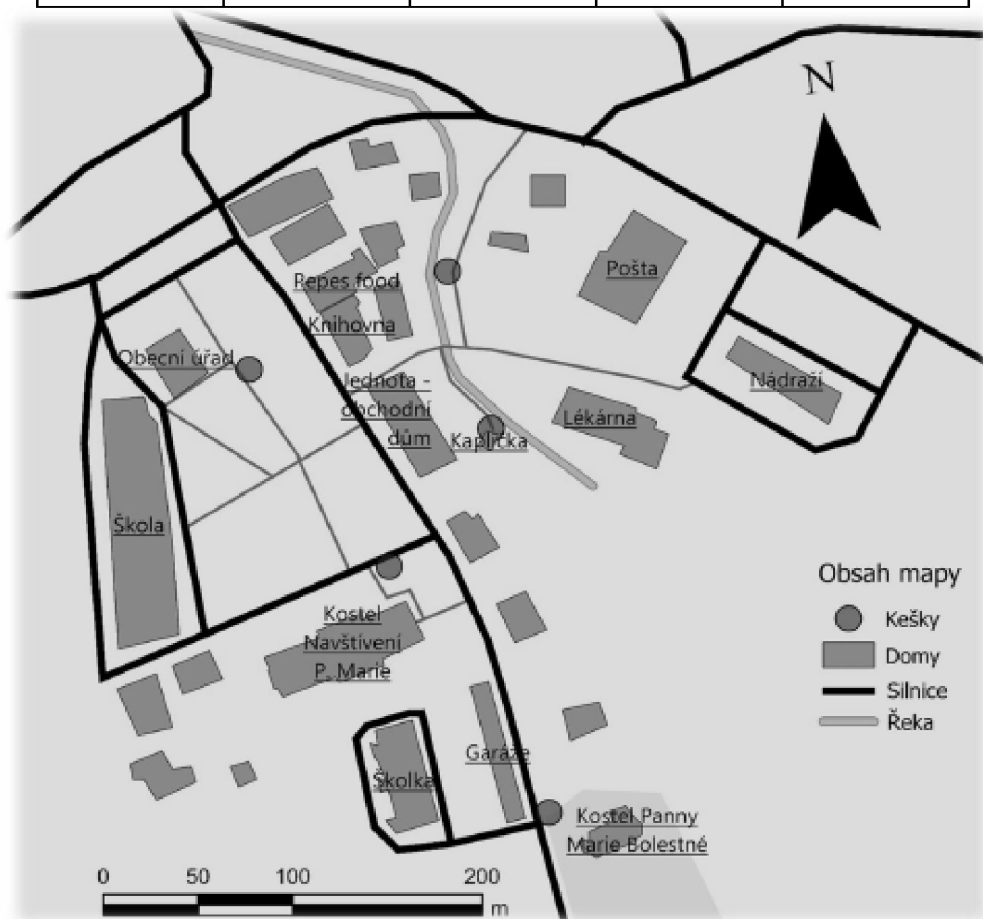 N
Pošta
Repes food
Knihovna
Obecní úřad
Nádraží
Jednota -
obchodní
dům
Kaplička
Lékárna
Škola
Obsah mapy
Kešky
Domy
Silnice
Řeka
Kostel
Navštívení
P. Marie
Garáže
Školka
Kostel Panny
Marie Bolestné
0 50 100 200
m